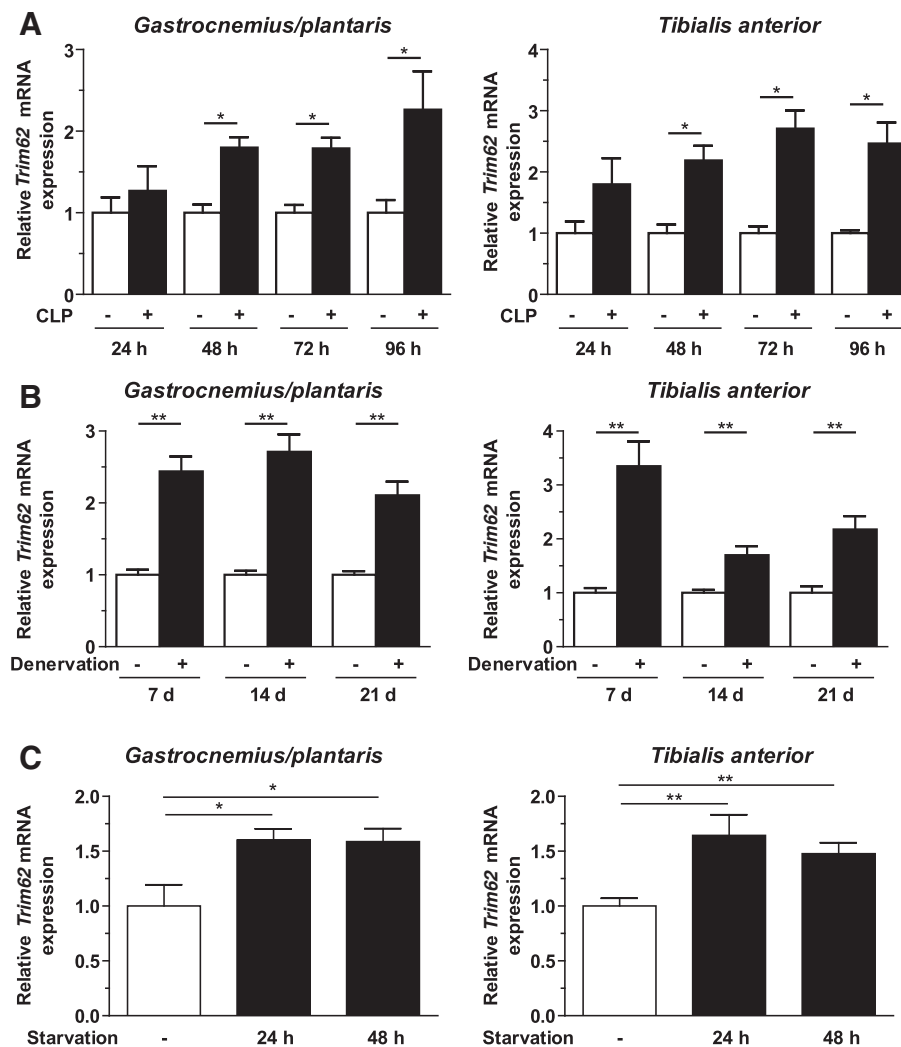 A
Gastrocnemius/plantaris
Tibialis anterior
Relative Trim62 mRNA
expression
3
2
1
0
*
*
*
CLP
- + - + - + - +
24 h 48 h 72 h 96 h
Relative Trim62 mRNA
expression
4
3
2
1
0
*
*
*
CLP
- + - + - + - +
24 h 48 h 72 h 96 h
B
Gastrocnemius/plantaris
Tibialis anterior
Relative Trim62 mRNA
expression
3
2
1
0
** ** **
Denervation - + - + - +
7 d 14 d 21 d
Relative Trim62 mRNA
expression
4
3
2
1
0
** ** **
Denervation - + - + - +
7 d 14 d 21 d
C
Gastrocnemius/plantaris
Tibialis anterior
Relative Trim62 mRNA
expression
2.0
1.5
1.0
0.5
0.0
*
*
Starvation - 24 h 48 h
Relative Trim62 mRNA
expression
2.0
1.5
1.0
0.5
0.0
**
**
Starvation - 24 h 48 h